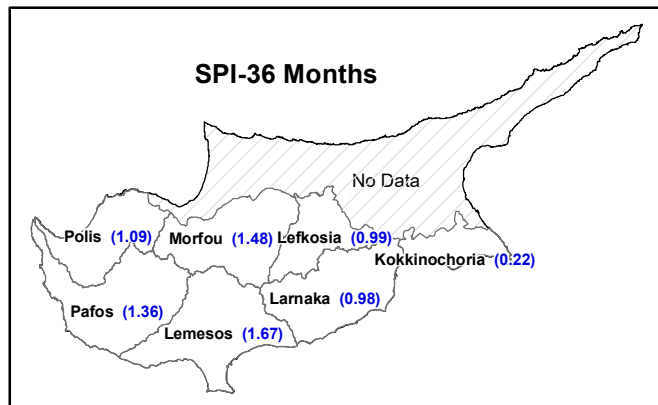 SPI-36 Months
No Data
Polis (1.09)
Morfou (1.48)
Lefkosia (0.99)
Kokkinochoria (0.22)
Larnaka (0.98)
Pafos (1.36)
Lemesos (1.67)